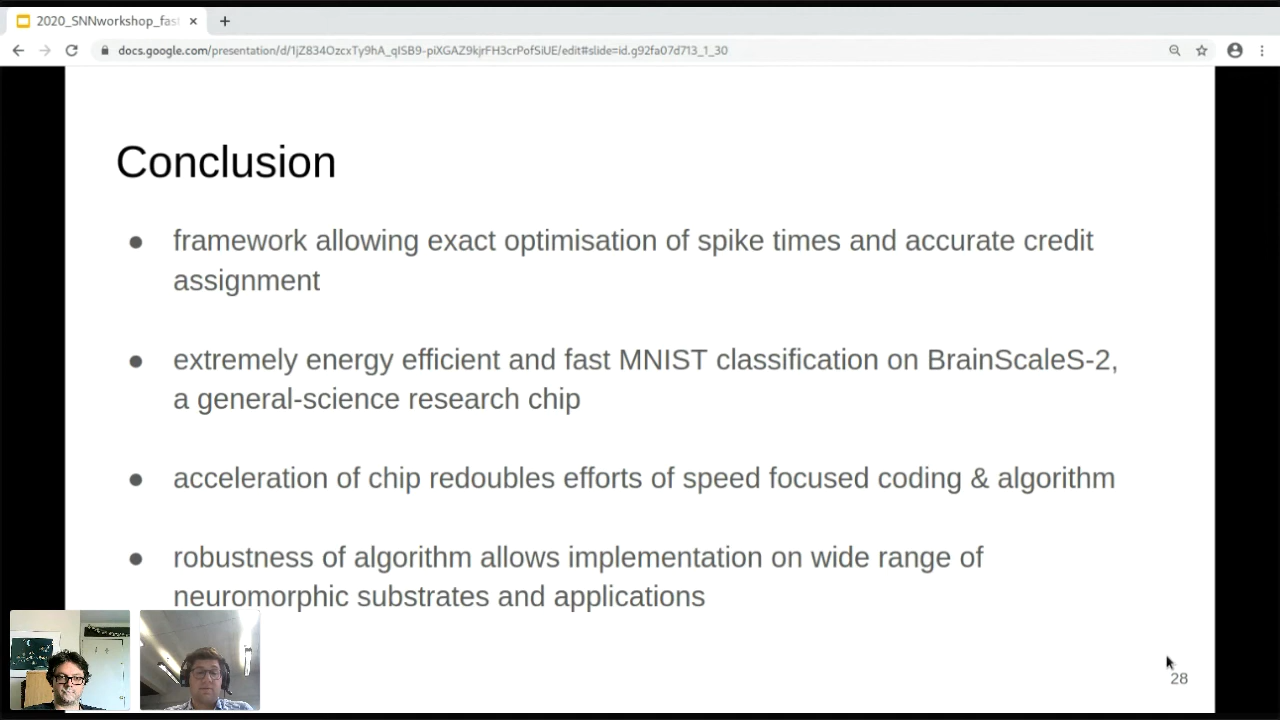 2020_SNNworkshop_fast
docs.google.com/presentation/d/1jZ834OzcxTy9hA_qISB9-piXGAZ9kjrFH3crPofSiUE/edit#slide=id.g92fa07d713_1_30
Conclusion
● framework allowing exact optimisation of spike times and accurate credit
assignment
● extremely energy efficient and fast MNIST classification on BrainScaleS-2,
a general-science research chip
● acceleration of chip redoubles efforts of speed focused coding & algorithm
● robustness of algorithm allows implementation on wide range of
neuromorphic substrates and applications
28